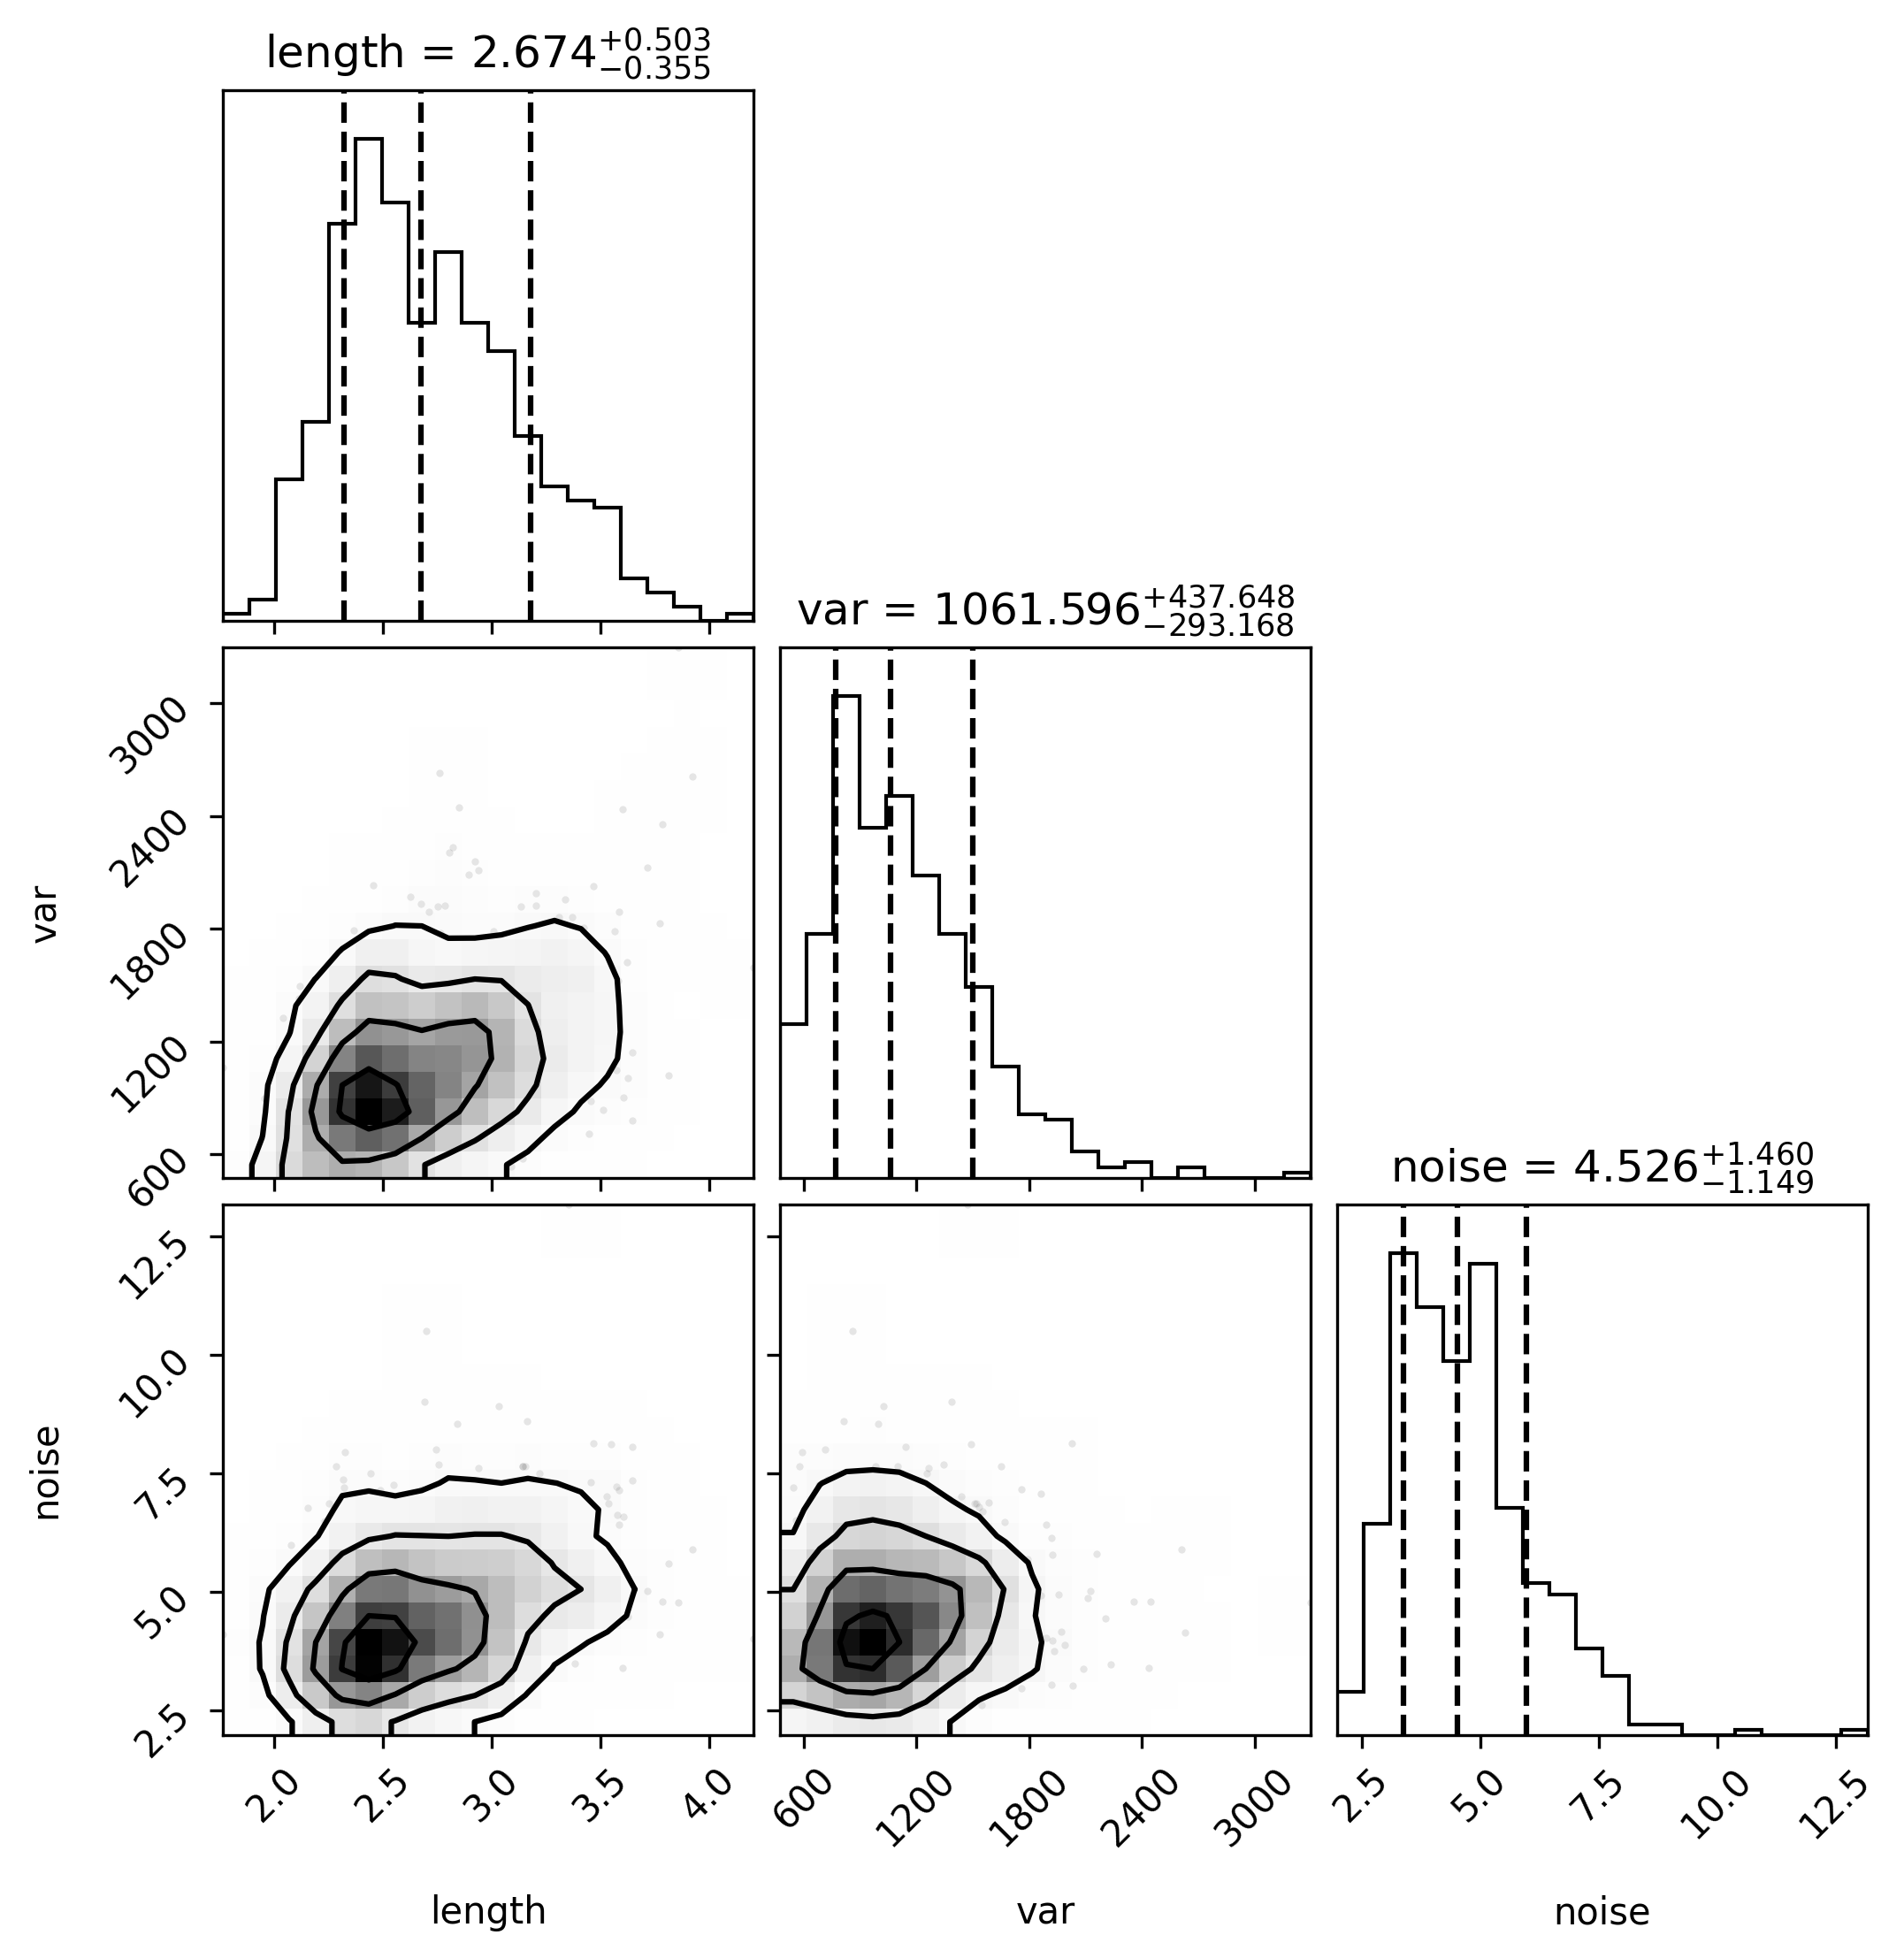 length = 2.674 +0.503 −0.355
var = 1061.596 +437.648 −293.168
3000
2400
1800
1200
600
var
noise = 4.526 +1.460 −1.149
12.5
10.0
7.5
5.0
2.5
noise
2.0 2.5 3.0 3.5 4.0 600 1200 1800 2400 3000 2.5 5.0 7.5 10.0 12.5
length var noise